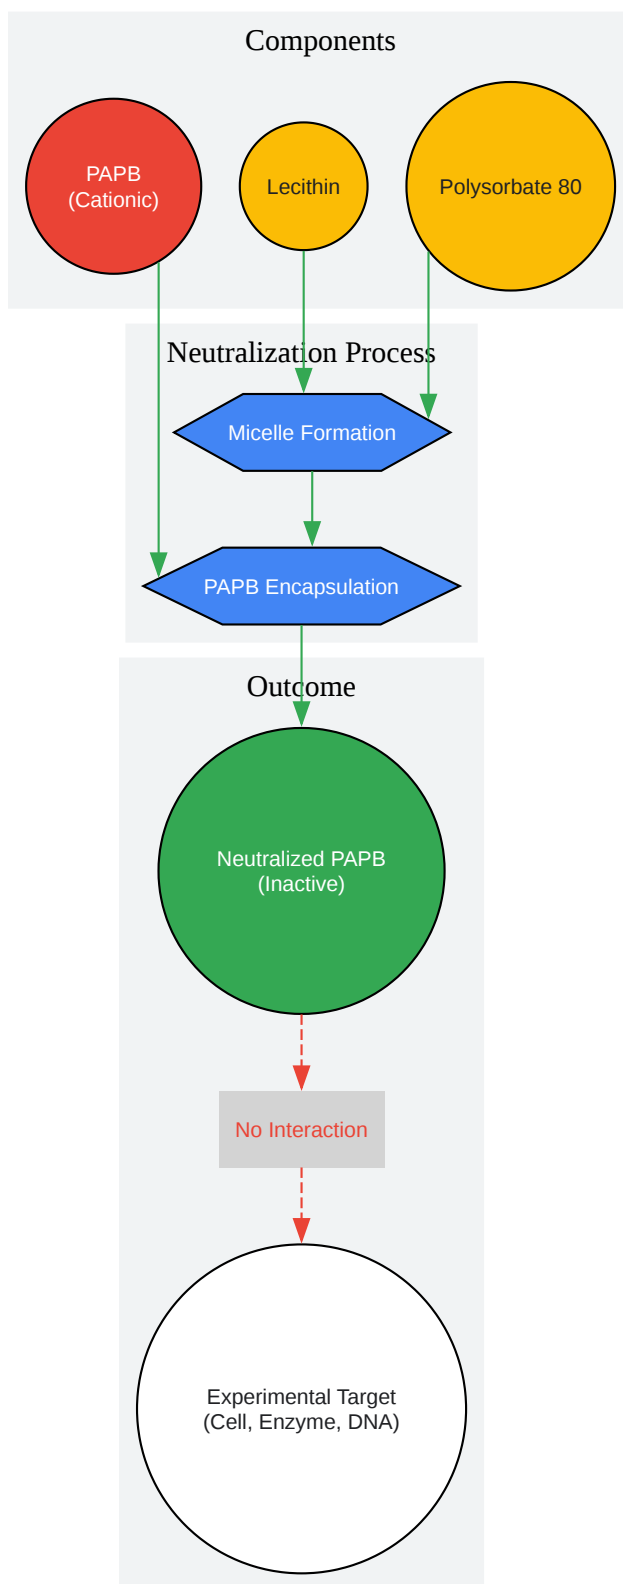 Components
PAPB
(Cationic)
Lecithin
Polysorbate 80
Neutralization Process
Micelle Formation
PAPB Encapsulation
Outcome
Neutralized PAPB
(Inactive)
No Interaction
Experimental Target
(Cell, Enzyme, DNA)